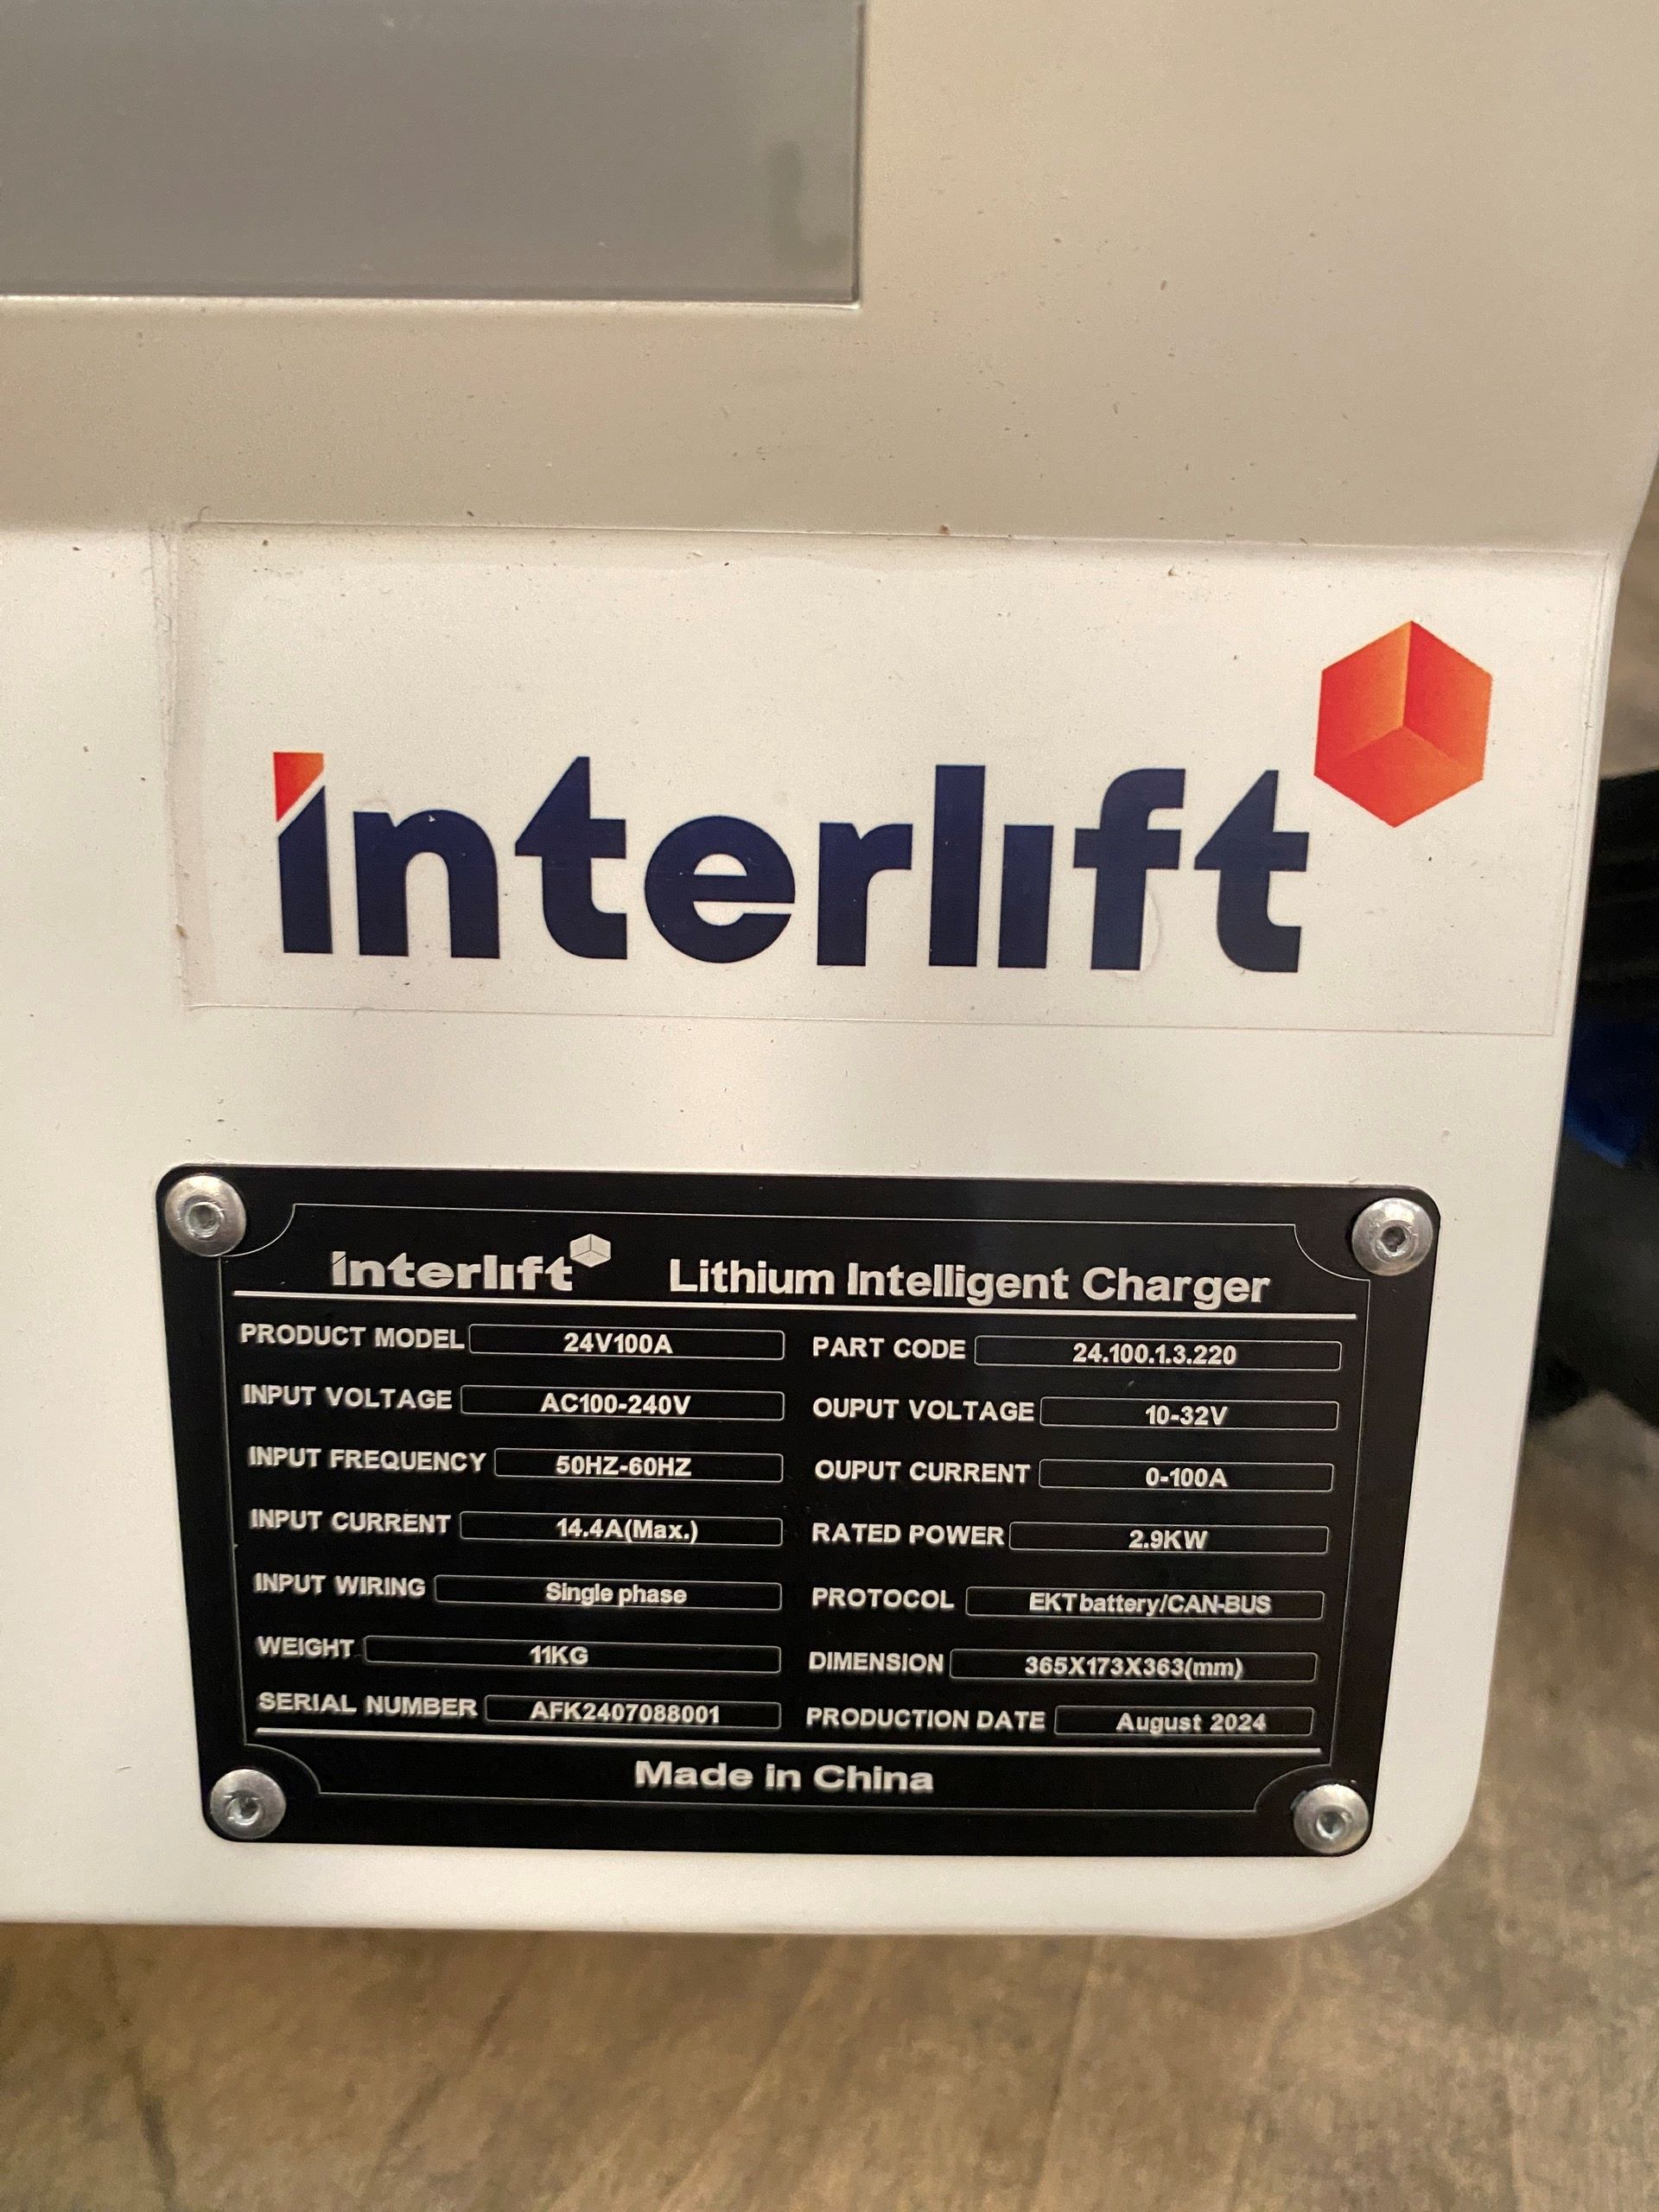 interlift
interlift Lithium Intelligent Charger
PRODUCT MODEL 24V100A PART CODE 24.100.1.3.220
INPUT VOLTAGE AC100-240V OUPUT VOLTAGE 10-32V
INPUT FREQUENCY 50HZ-60HZ OUPUT CURRENT 0-100A
INPUT CURRENT 14.4A(Max.) RATED POWER 2.9KW
INPUT WIRING Single phase PROTOCOL EKTbattery/CAN-BUS
WEIGHT 11KG DIMENSION 365X173X363(mm)
SERIAL NUMBER AFK2407088001 PRODUCTION DATE August 2024
Made in China